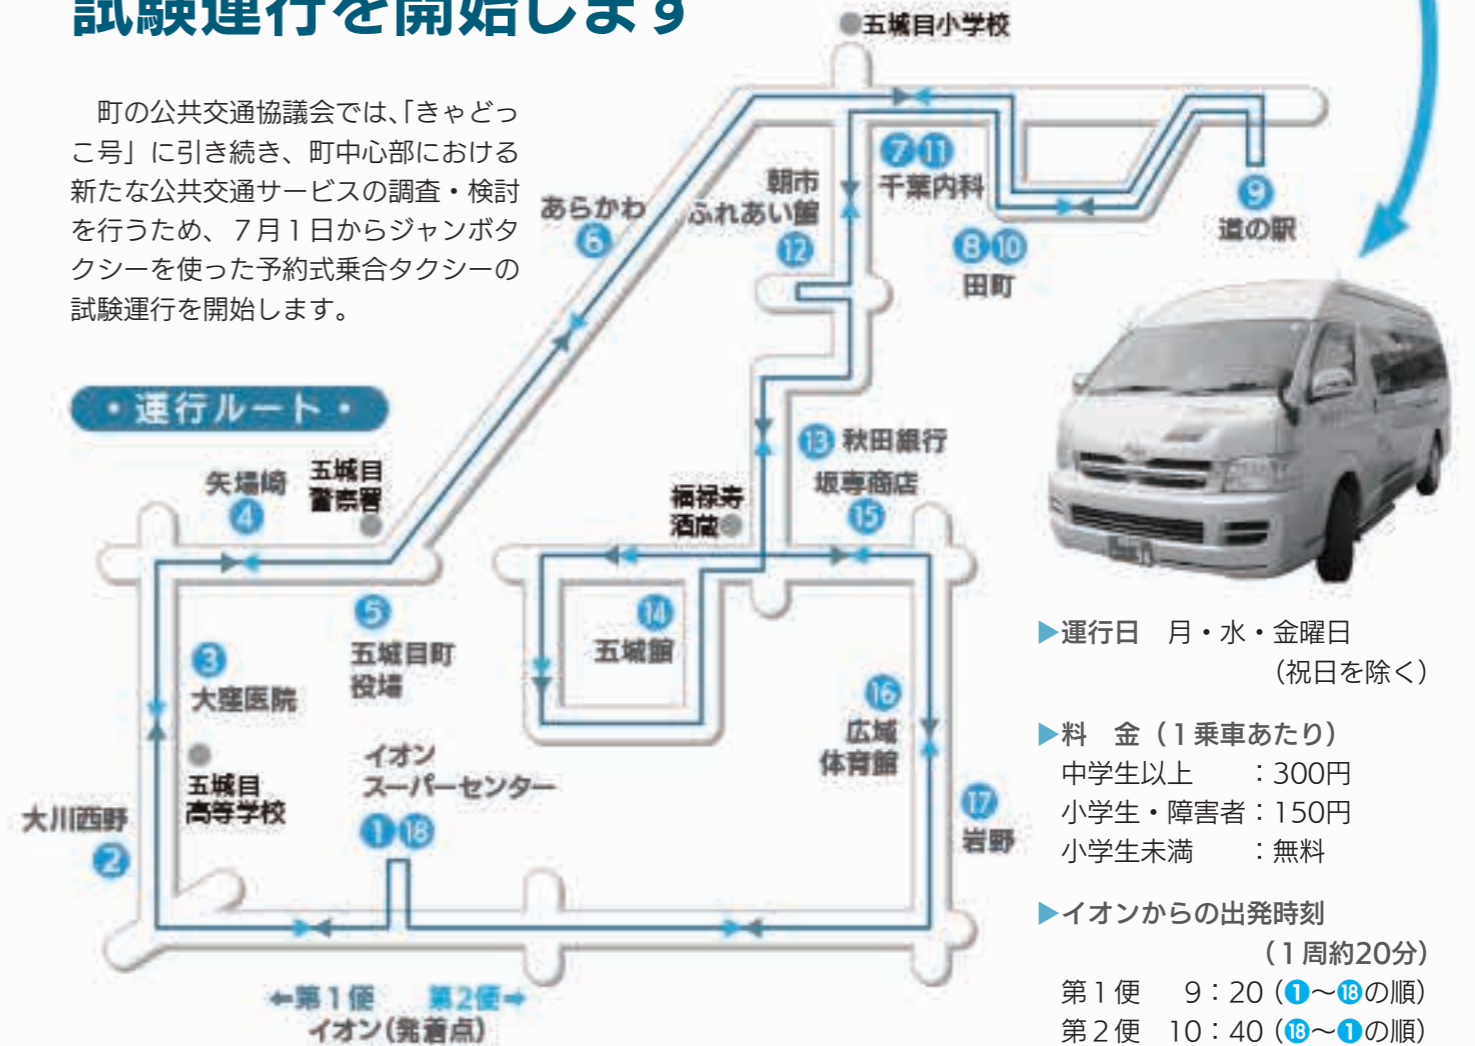 試験運行を開始します
町の公共交通協議会では、「きゃどっ
こ号」に引き続き、町中心部における
新たな公共交通サービスの調査・検討
を行うため、７月１日からジャンボタ
クシーを使った予約式乗合タクシーの
試験運行を開始します。
・運行ルート・
五城目小学校
7 11
千葉内科
朝市
ふれあい館
12
あらかわ
6
8 10
田町
9
道の駅
矢場崎
4
五城目
警察署
13 秋田銀行
坂専商店
15
福禄寿
酒蔵
3
大窪医院
5
五城目町
役場
14
五城館
16
広域
体育館
五城目
高等学校
イオン
スーパーセンター
1 18
大川西野
2
17
岩野
←第１便　第２便→
イオン（発着点）
▶運行日　月・水・金曜日
（祝日を除く）
▶料　金（１乗車あたり）
中学生以上　　：300円
小学生・障害者：150円
小学生未満　　：無料
▶イオンからの出発時刻
（１周約20分）
第１便　９：20（1～18の順）
第２便　10：40（18～1の順）